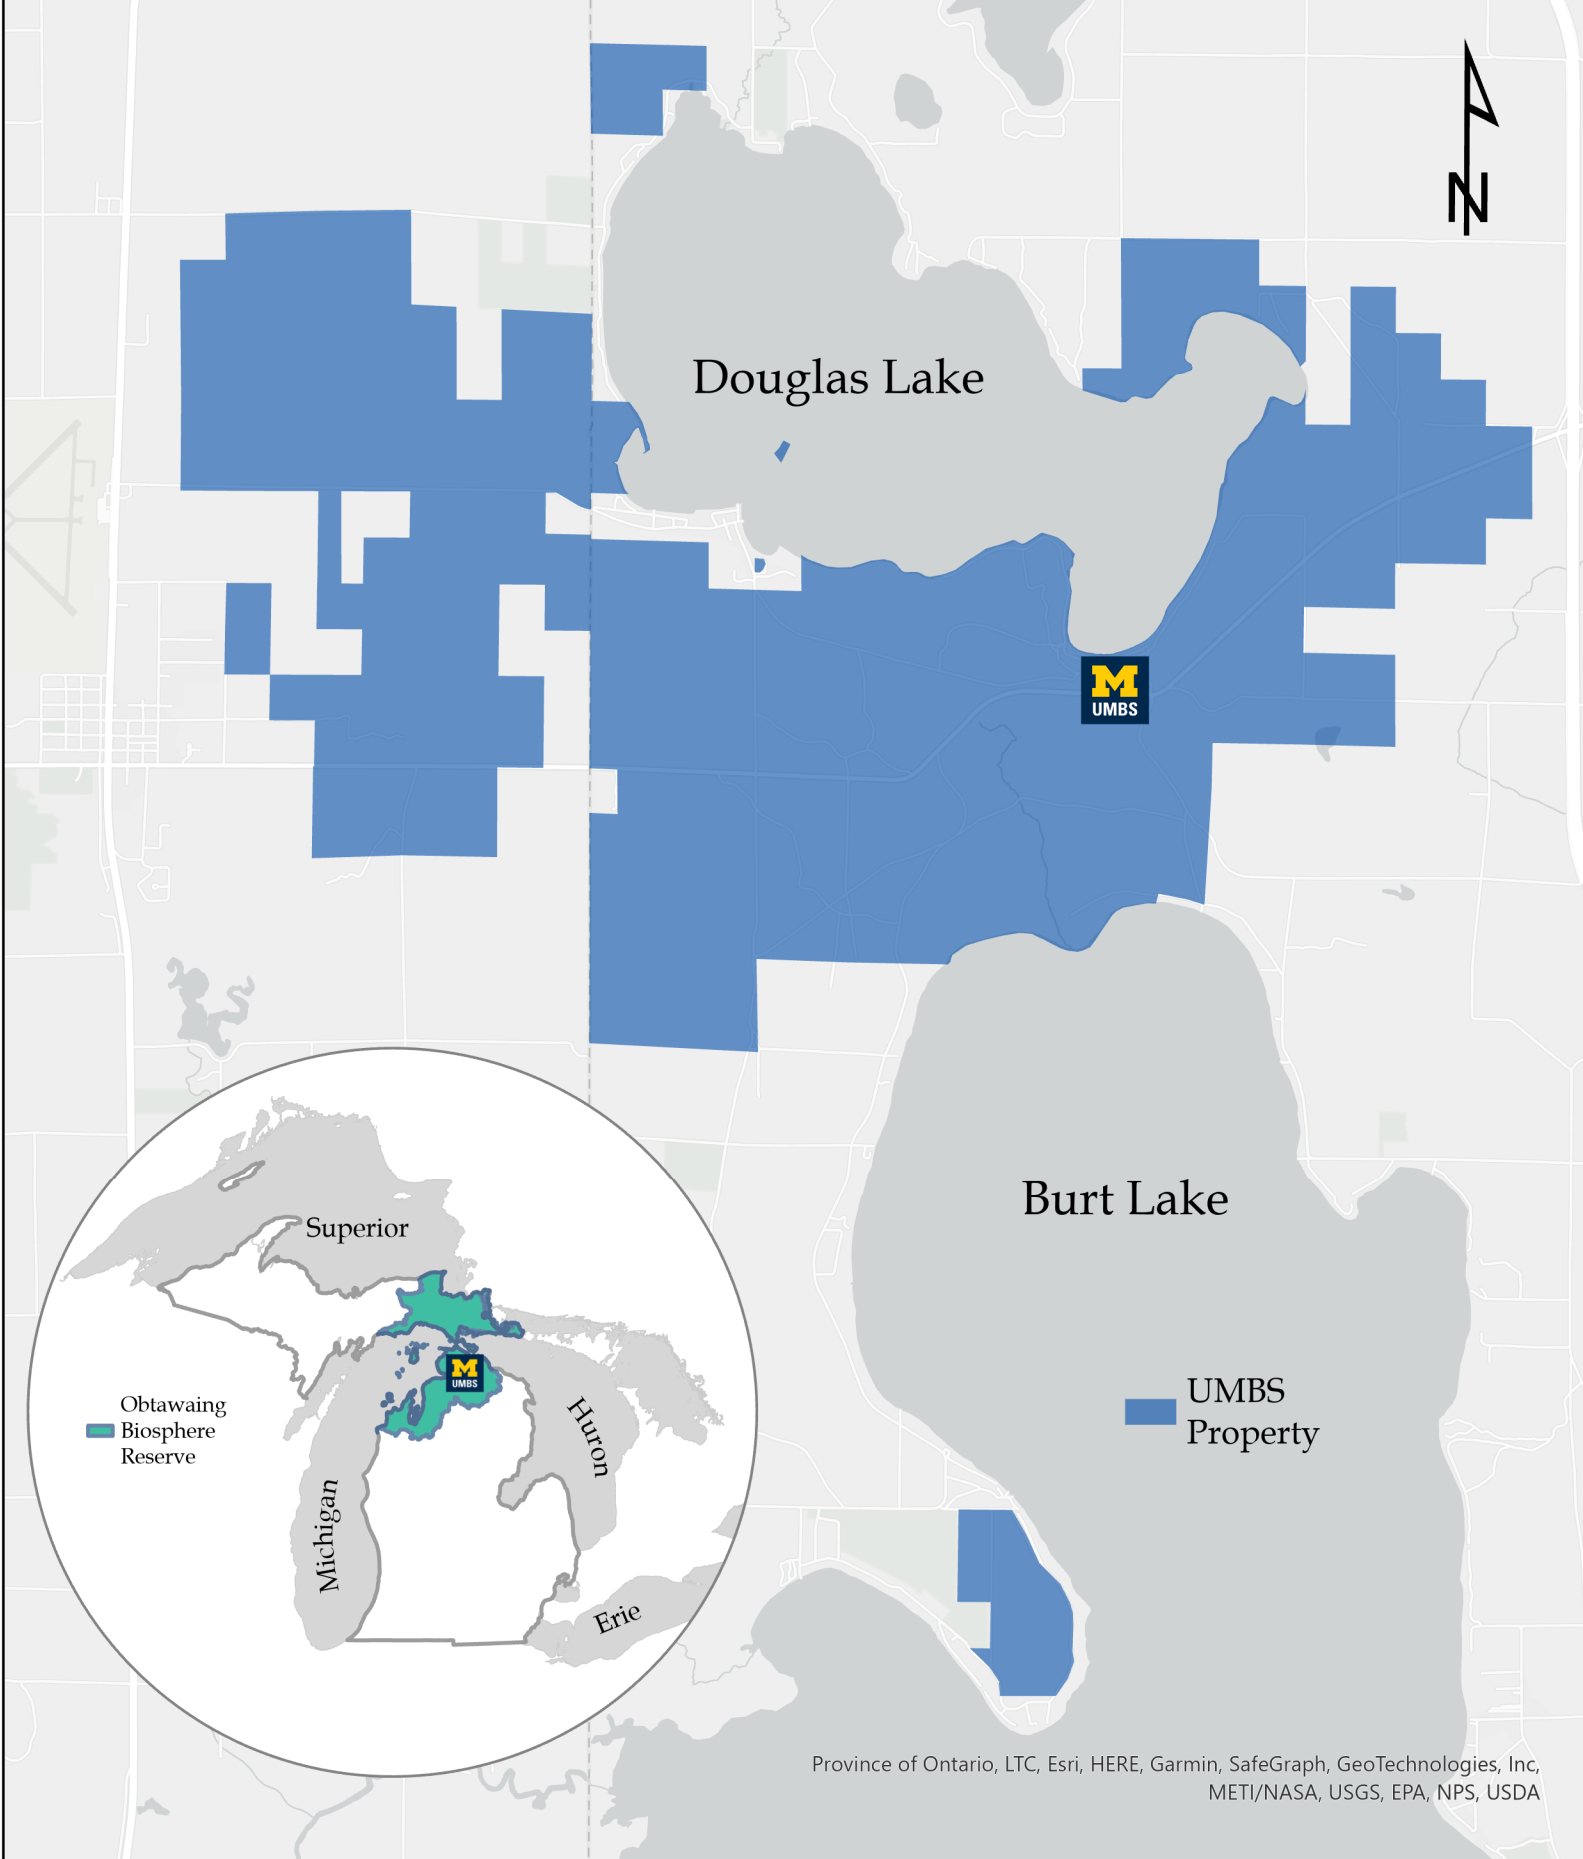 N
Douglas Lake
M
UMBS
Burt Lake
UMBS
Property
Superior
M
UMBS
Obtawaing
Biosphere
Reserve
Huron
Michigan
Erie
Province of Ontario, LTC, Esri, HERE, Garmin, SafeGraph, GeoTechnologies, Inc,
METI/NASA, USGS, EPA, NPS, USDA